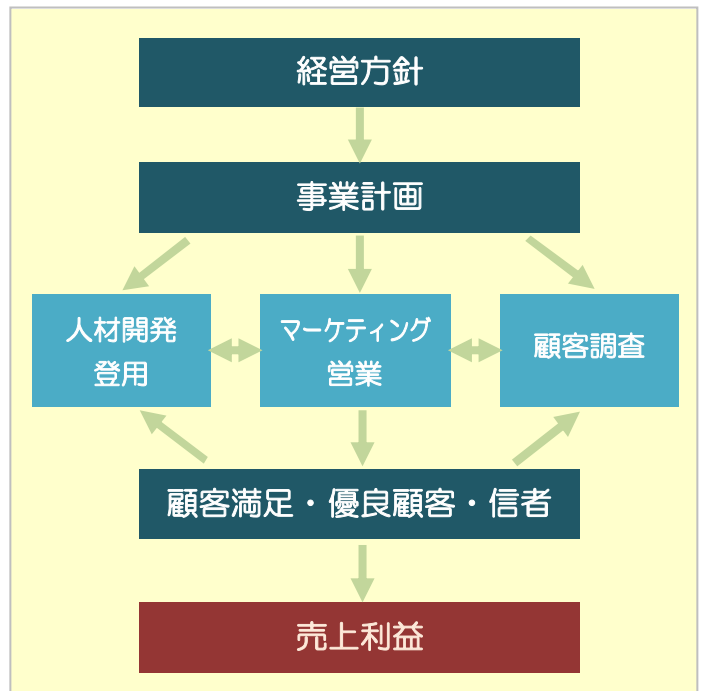 経営方針
事業計画
人材開発
登用
マーケティング
営業
顧客調査
顧客満足・優良顧客・信者
売上利益